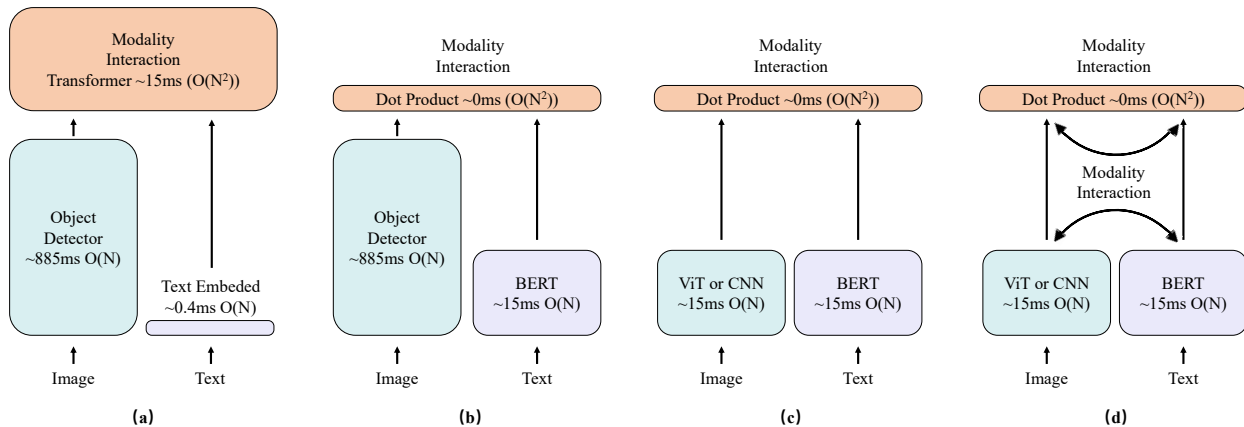 Modality
Interaction
Transformer ~15ms (O(N²))
Object
Detector
~885ms O(N)
Text Embeded
~0.4ms O(N)
Image
Text
(a)
Modality
Interaction
Dot Product ~0ms (O(N²))
Object
Detector
~885ms O(N)
BERT
~15ms O(N)
Image
Text
(b)
Modality
Interaction
Dot Product ~0ms (O(N²))
ViT or CNN
~15ms O(N)
BERT
~15ms O(N)
Image
Text
(c)
Modality
Interaction
Dot Product ~0ms (O(N²))
Modality
Interaction
ViT or CNN
~15ms O(N)
BERT
~15ms O(N)
Image
Text
(d)